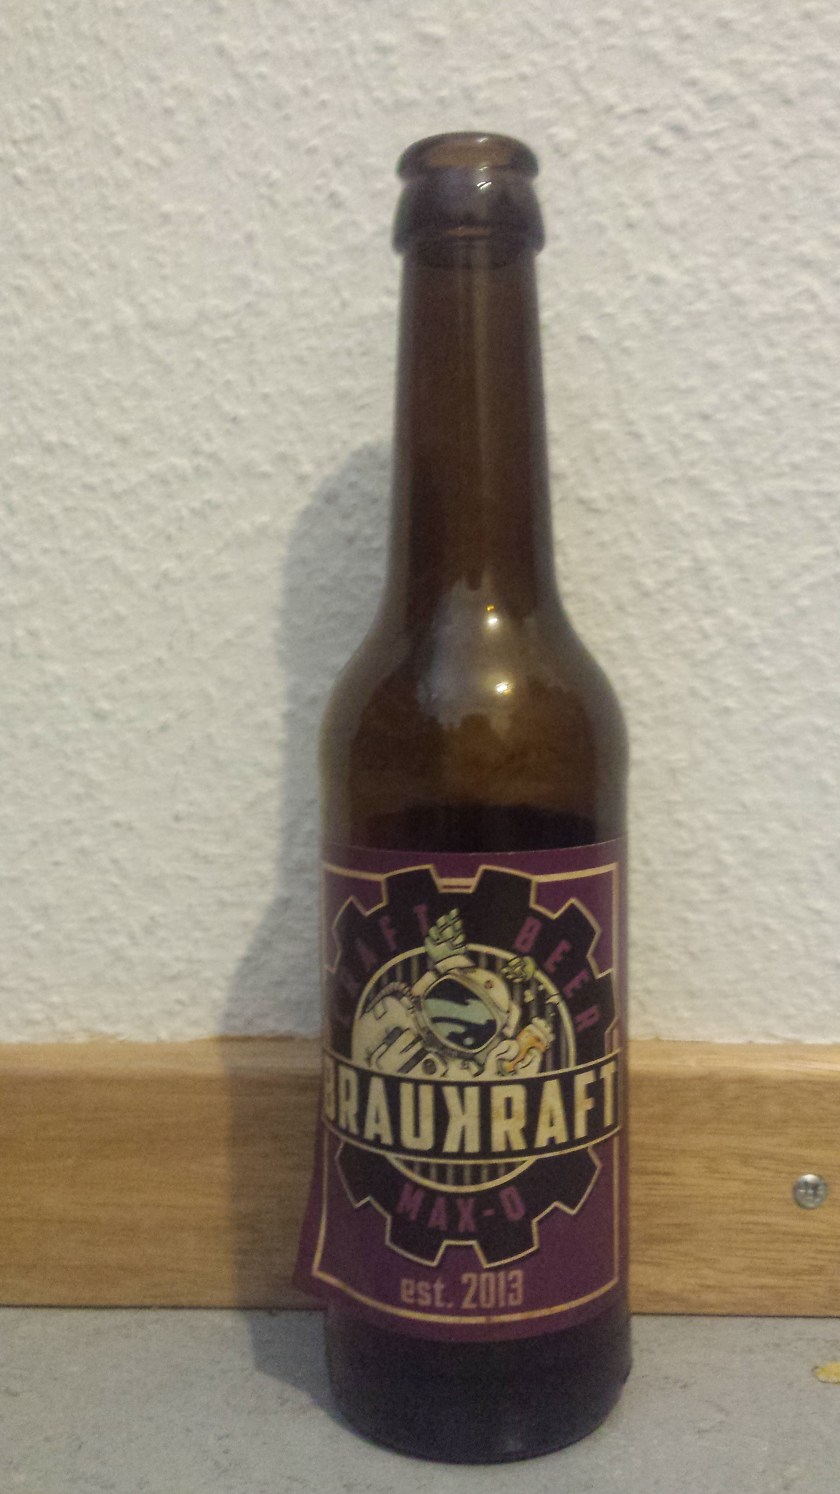 CRAFT BEER
BRAUKRAFT
MAX-O
est. 2013